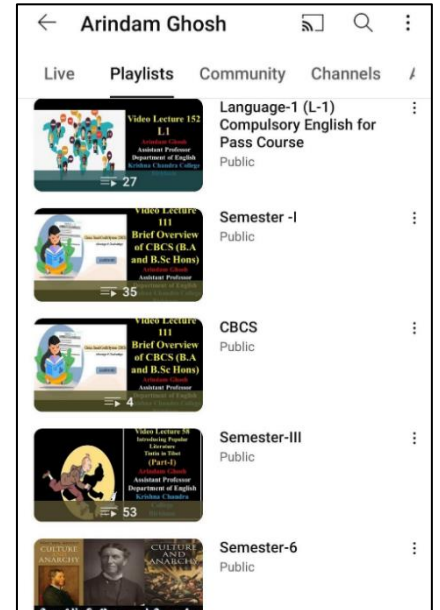 Arindam Ghosh
Live Playlists Community Channels
Video Lecture 152
L1
Arindam Ghosh
Assistant Professor
Department of English
Krishna Chandra College
27
Language-1 (L-1)
Compulsory English for
Pass Course
Public
Video Lecture
111
Brief Overview
of CBCS (B.A
and B.Sc Hons)
Arindam Ghosh
Assistant Professor
35
Semester -I
Public
Video Lecture
111
Brief Overview
of CBCS (B.A
and B.Sc Hons)
Arindam Ghosh
Assistant Professor
4
CBCS
Public
Video Lecture 58
Introducing Popular
Literature
Tintin in Tibet
(Part-I)
Arindam Ghosh
Assistant Professor
Department of English
Krishna Chandra
College
53
Semester-III
Public
CULTURE
ANARCHY
CULTURE
AND
ANARCHY
Semester-6
Public